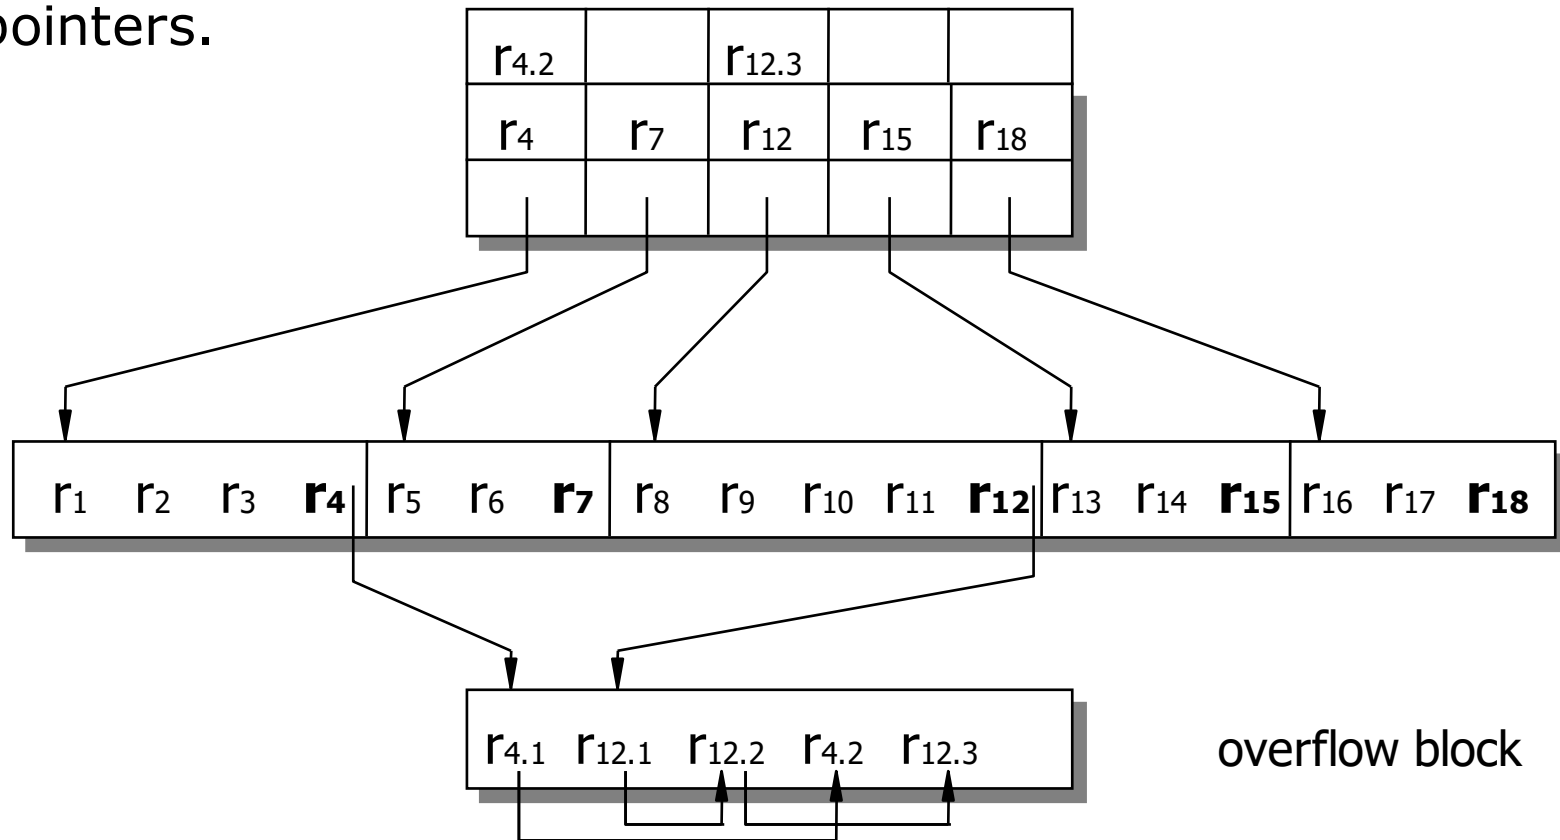 pointers.
r4.2 r12.3
r4 r7 r12 r15 r18
r1 r2 r3 r4 r5 r6 r7 r8 r9 r10 r11 r12 r13 r14 r15 r16 r17 r18
r4.1 r12.1 r12.2 r4.2 r12.3
overflow block